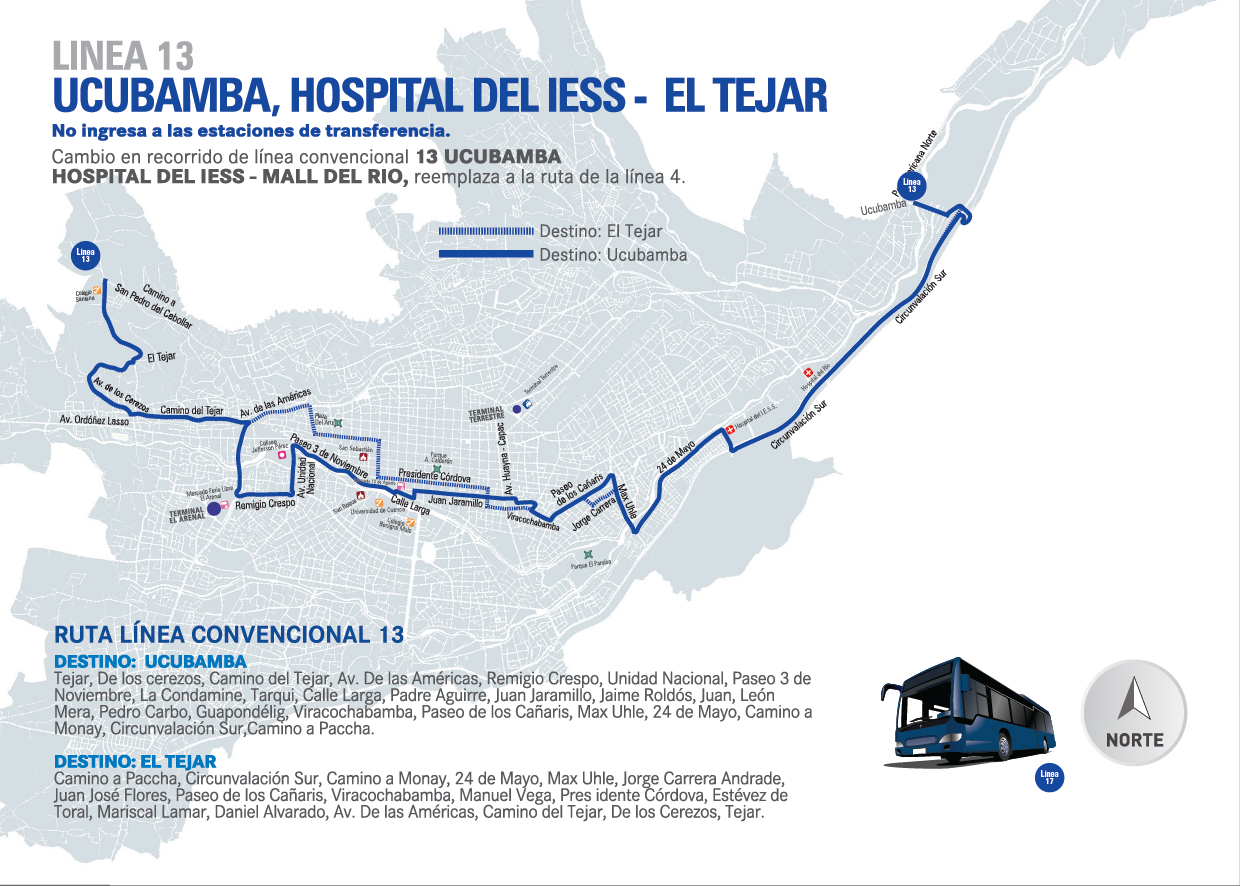 LINEA 13
UCUBAMBA, HOSPITAL DEL IESS - EL TEJAR
No ingresa a las estaciones de transferencia.
Cambio en recorrido de línea convencional 13 UCUBAMBA
HOSPITAL DEL IESS - MALL DEL RIO, reemplaza a la ruta de la línea 4.
Destino: El Tejar
Destino: Ucubamba
Panamericana Norte
Línea
13
Ucubamba
Circunvalación Sur
Línea
13
Colegio
Santana
Camino a
San Pedro del Cebollar
El Tejar
Av. de los Cerezos
Av. Ordóñez Lasso
Camino del Tejar
Av. de las Américas
Plaza
Del Arte
Coliseo
Jefferson Pérez
Paseo 3 de Noviembre
San Sebastián
Av. Unidad
Nacional
Parque
A. Calderón
Presidente Córdova
TERMINAL
TERRESTRE
Terminal Terrestre
Av. Huayna - Capac
Hospital del Río
Hospital del I.E.S.S.
Circunvalación Sur
24 de Mayo
Mercado Feria Libre
El Arenal
TERMINAL
EL ARENAL
Remigio Crespo
San Roque
Universidad de Cuenca
Calle Larga
Colegio
Benigno Malo
Juan Jaramillo
Viracochabamba
Paseo
de los Cañaris
Jorge Carrera
Max Uhle
Parque El Paraíso
RUTA LÍNEA CONVENCIONAL 13
DESTINO: UCUBAMBA
Tejar, De los cerezos, Camino del Tejar, Av. De las Américas, Remigio Crespo, Unidad Nacional, Paseo 3 de
Noviembre, La Condamine, Tarqui, Calle Larga, Padre Aguirre, Juan Jaramillo, Jaime Roldós, Juan, León
Mera, Pedro Carbo, Guapondélig, Viracochabamba, Paseo de los Cañaris, Max Uhle, 24 de Mayo, Camino a
Monay, Circunvalación Sur,Camino a Paccha.
DESTINO: EL TEJAR
Camino a Paccha, Circunvalación Sur, Camino a Monay, 24 de Mayo, Max Uhle, Jorge Carrera Andrade,
Juan José Flores, Paseo de los Cañaris, Viracochabamba, Manuel Vega, Pres idente Córdova, Estévez de
Toral, Mariscal Lamar, Daniel Alvarado, Av. De las Américas, Camino del Tejar, De los Cerezos, Tejar.
NORTE
Línea
17